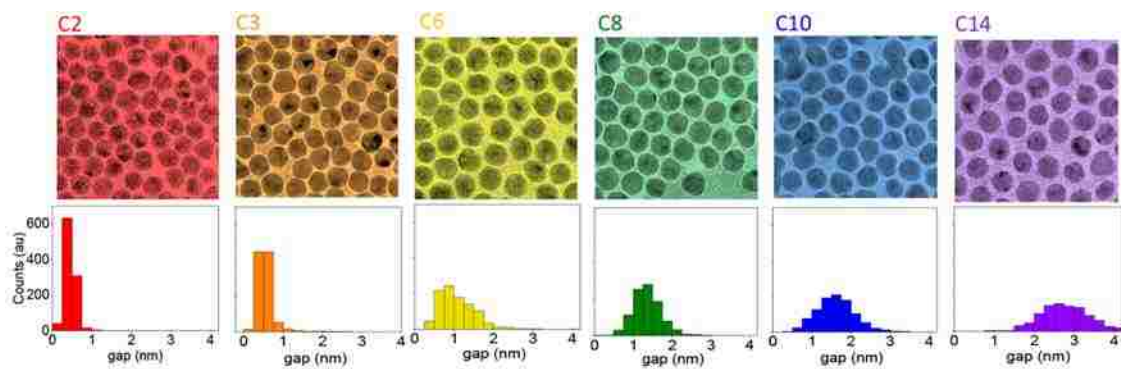 C2 C3 C6 C8 C10 C14
600
400
200
0
Counts (au)
0 1 2 3 4 0 1 2 3 4 0 1 2 3 4 0 1 2 3 4 0 1 2 3 4 0 1 2 3 4
gap (nm) gap (nm) gap (nm) gap (nm) gap (nm) gap (nm)